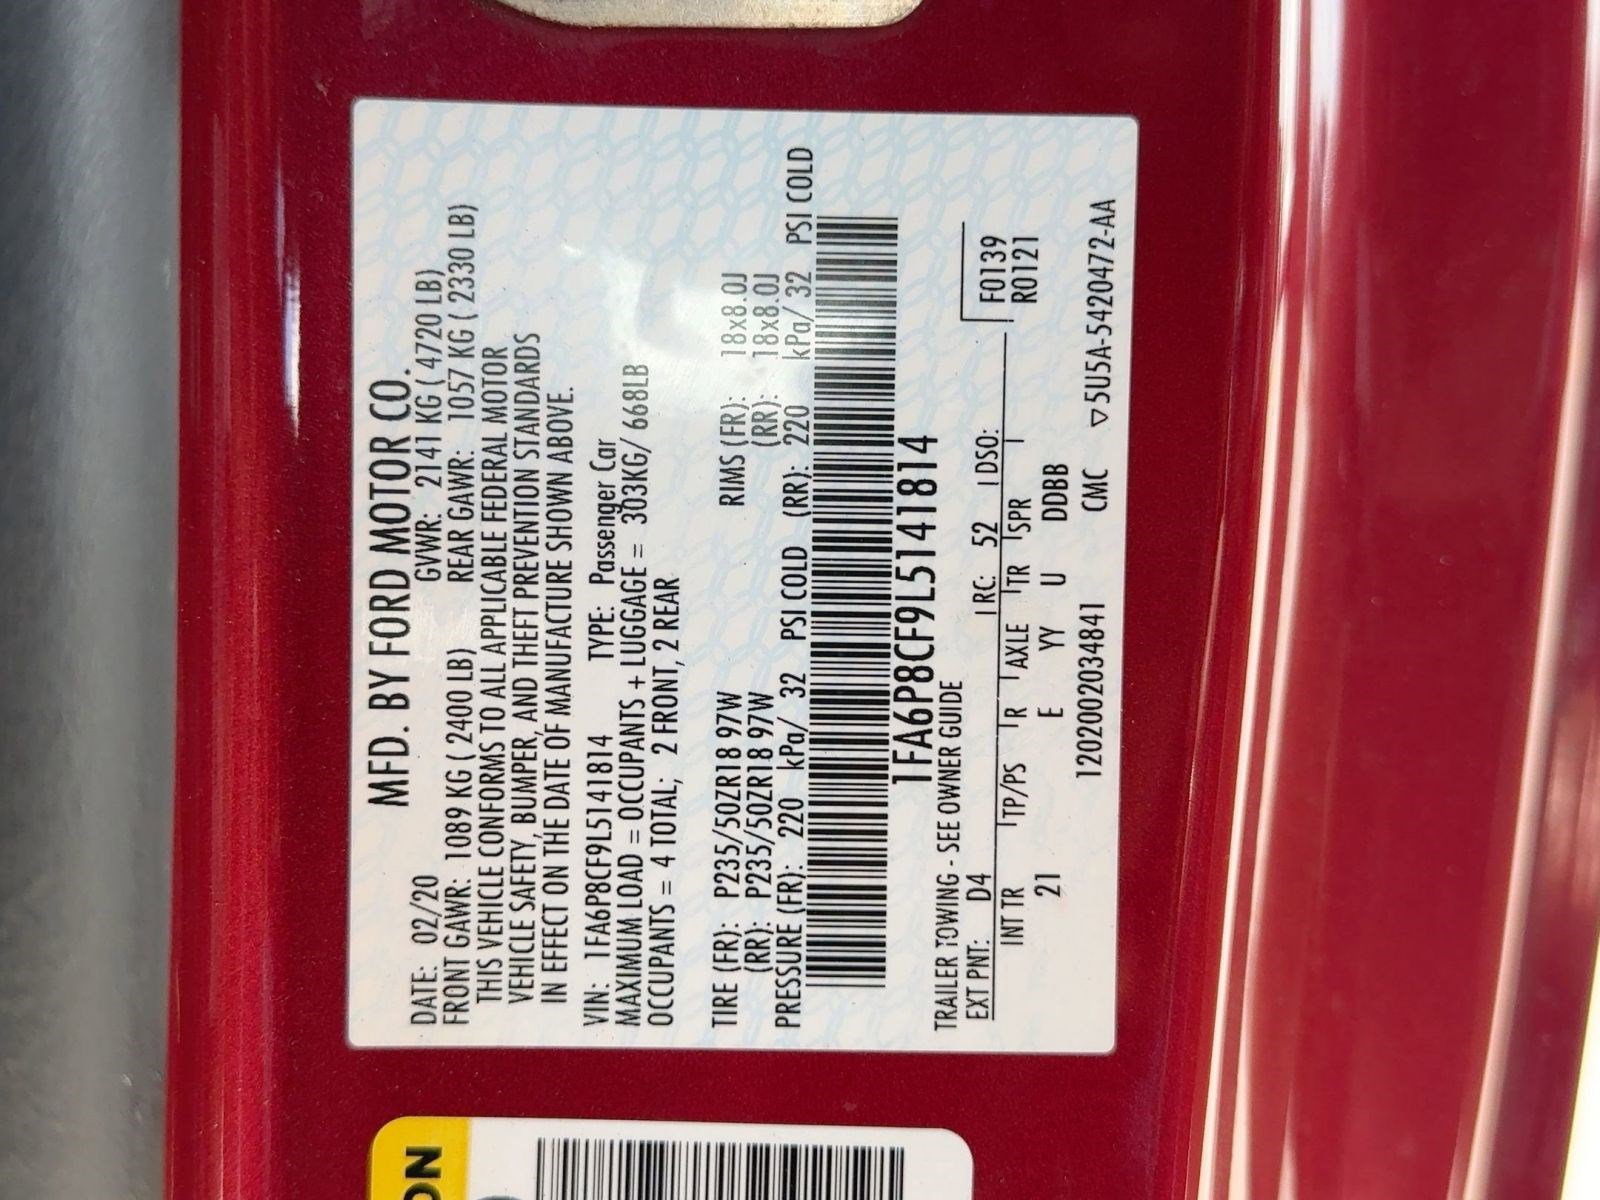 MFD. BY FORD MOTOR CO.
DATE: 02/20 GVWR: 2141 KG ( 4720 LB)
FRONT GAWR: 1089 KG ( 2400 LB) REAR GAWR: 1057 KG ( 2330 LB)
THIS VEHICLE CONFORMS TO ALL APPLICABLE FEDERAL MOTOR
VEHICLE SAFETY, BUMPER, AND THEFT PREVENTION STANDARDS
IN EFFECT ON THE DATE OF MANUFACTURE SHOWN ABOVE.
VIN: 1FA6P8CF9L5141814 TYPE: Passenger Car
MAXIMUM LOAD = OCCUPANTS + LUGGAGE = 303KG/ 668LB
OCCUPANTS = 4 TOTAL; 2 FRONT, 2 REAR
TIRE (FR): P235/50ZR18 97W RIMS (FR): 18x8.0J
(RR): P235/50ZR18 97W (RR): 18x8.0J
PRESSURE (FR): 220 kPa/ 32 PSI COLD (RR): 220 kPa/ 32 PSI COLD
1FA6P8CF9L5141814
TRAILER TOWING - SEE OWNER GUIDE
EXT PNT: D4 RC: 52 DSO: F0139
INT TR TP/PS R AXLE TR SPR R0121
21 E YY U DDBB
1202002034841 CMC ▽5U5A-5420472-AA
ON